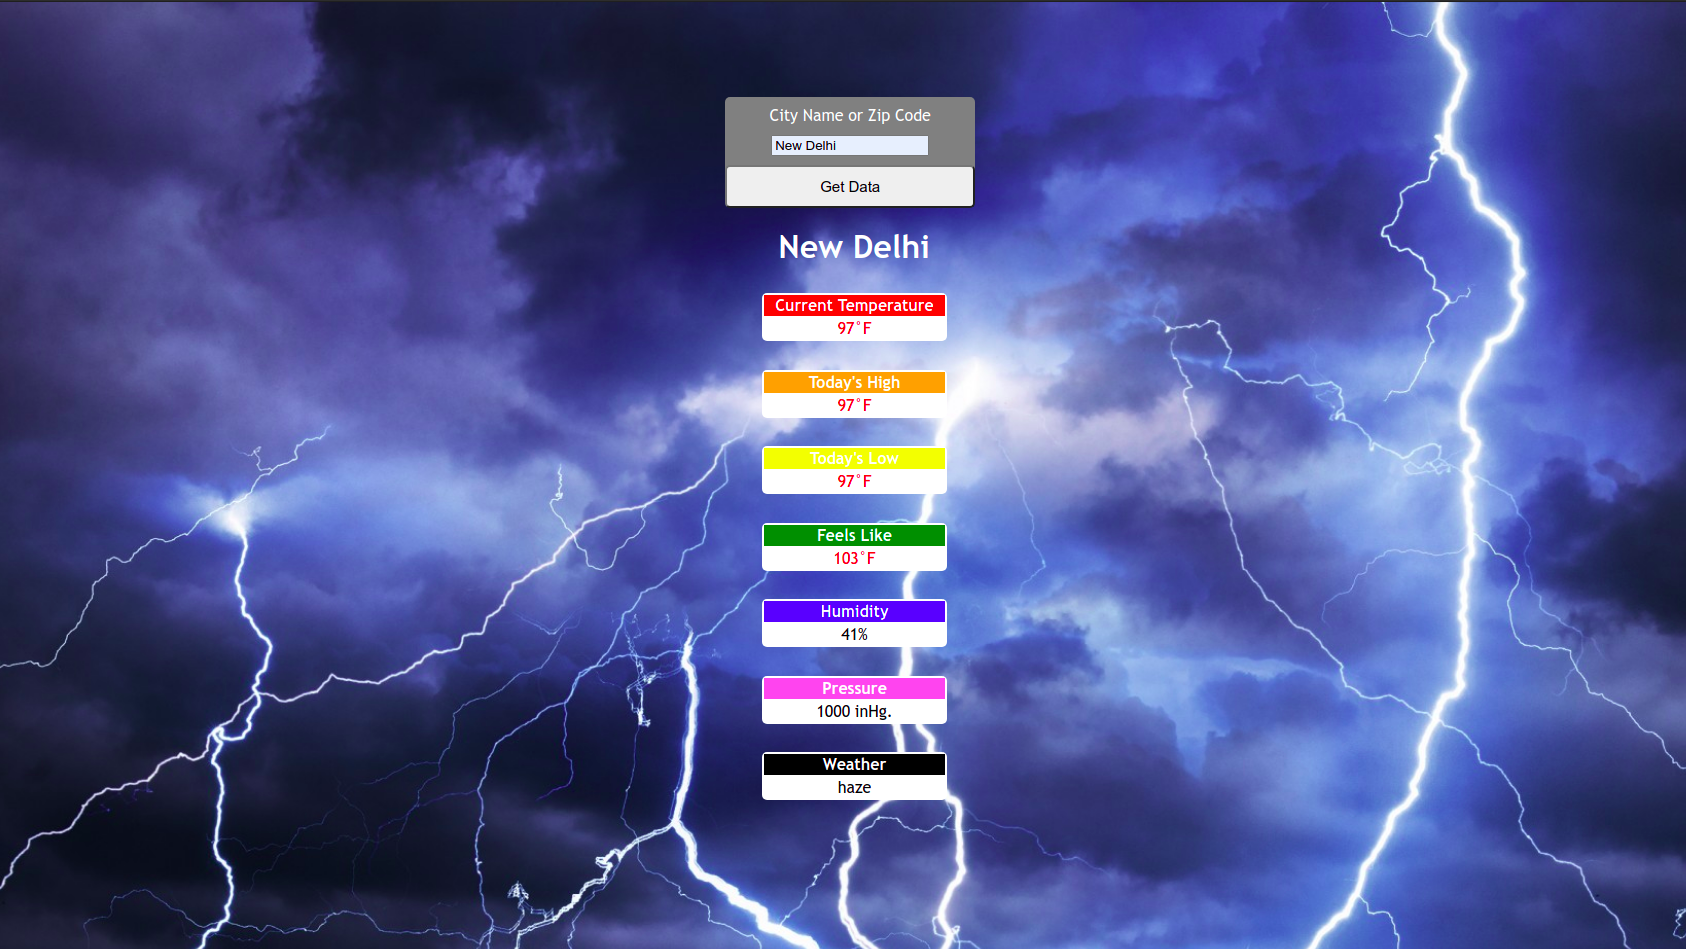 City Name or Zip Code
New Delhi
Get Data
New Delhi
Current Temperature
97°F
Today's High
97°F
Today's Low
97°F
Feels Like
103°F
Humidity
41%
Pressure
1000 inHg.
Weather
haze